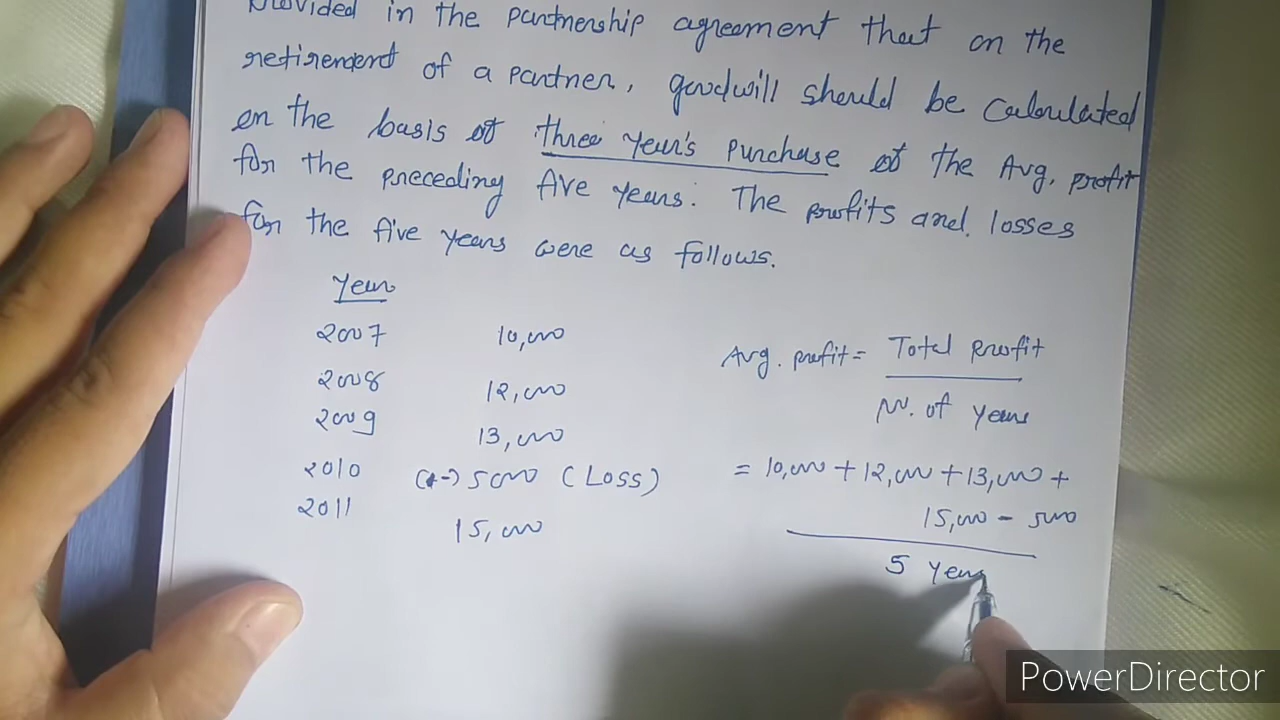 Provided in the partnership agreement that on the
retirement of a partner, goodwill should be Calculated
on the basis of three Year's Purchase of the Avg. profit
for the preceding five years. The profits and losses
for the five years were as follows.
Year
2007 10,000
2008 12,000
2009 13,000
2010 (-) 5000 (Loss)
2011 15,000
Avg. profit = Total Profit
No. of years
= 10,000 + 12,000 + 13,000 +
15,000 - 5000
5 Year
PowerDirector